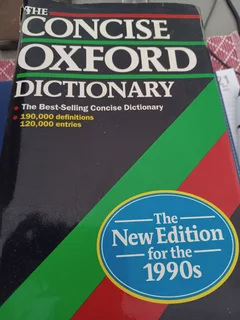 THE
CONCISE
OXFORD
DICTIONARY
The Best-Selling Concise Dictionary
190,000 definitions
120,000 entries
The
New Edition
for the
1990s